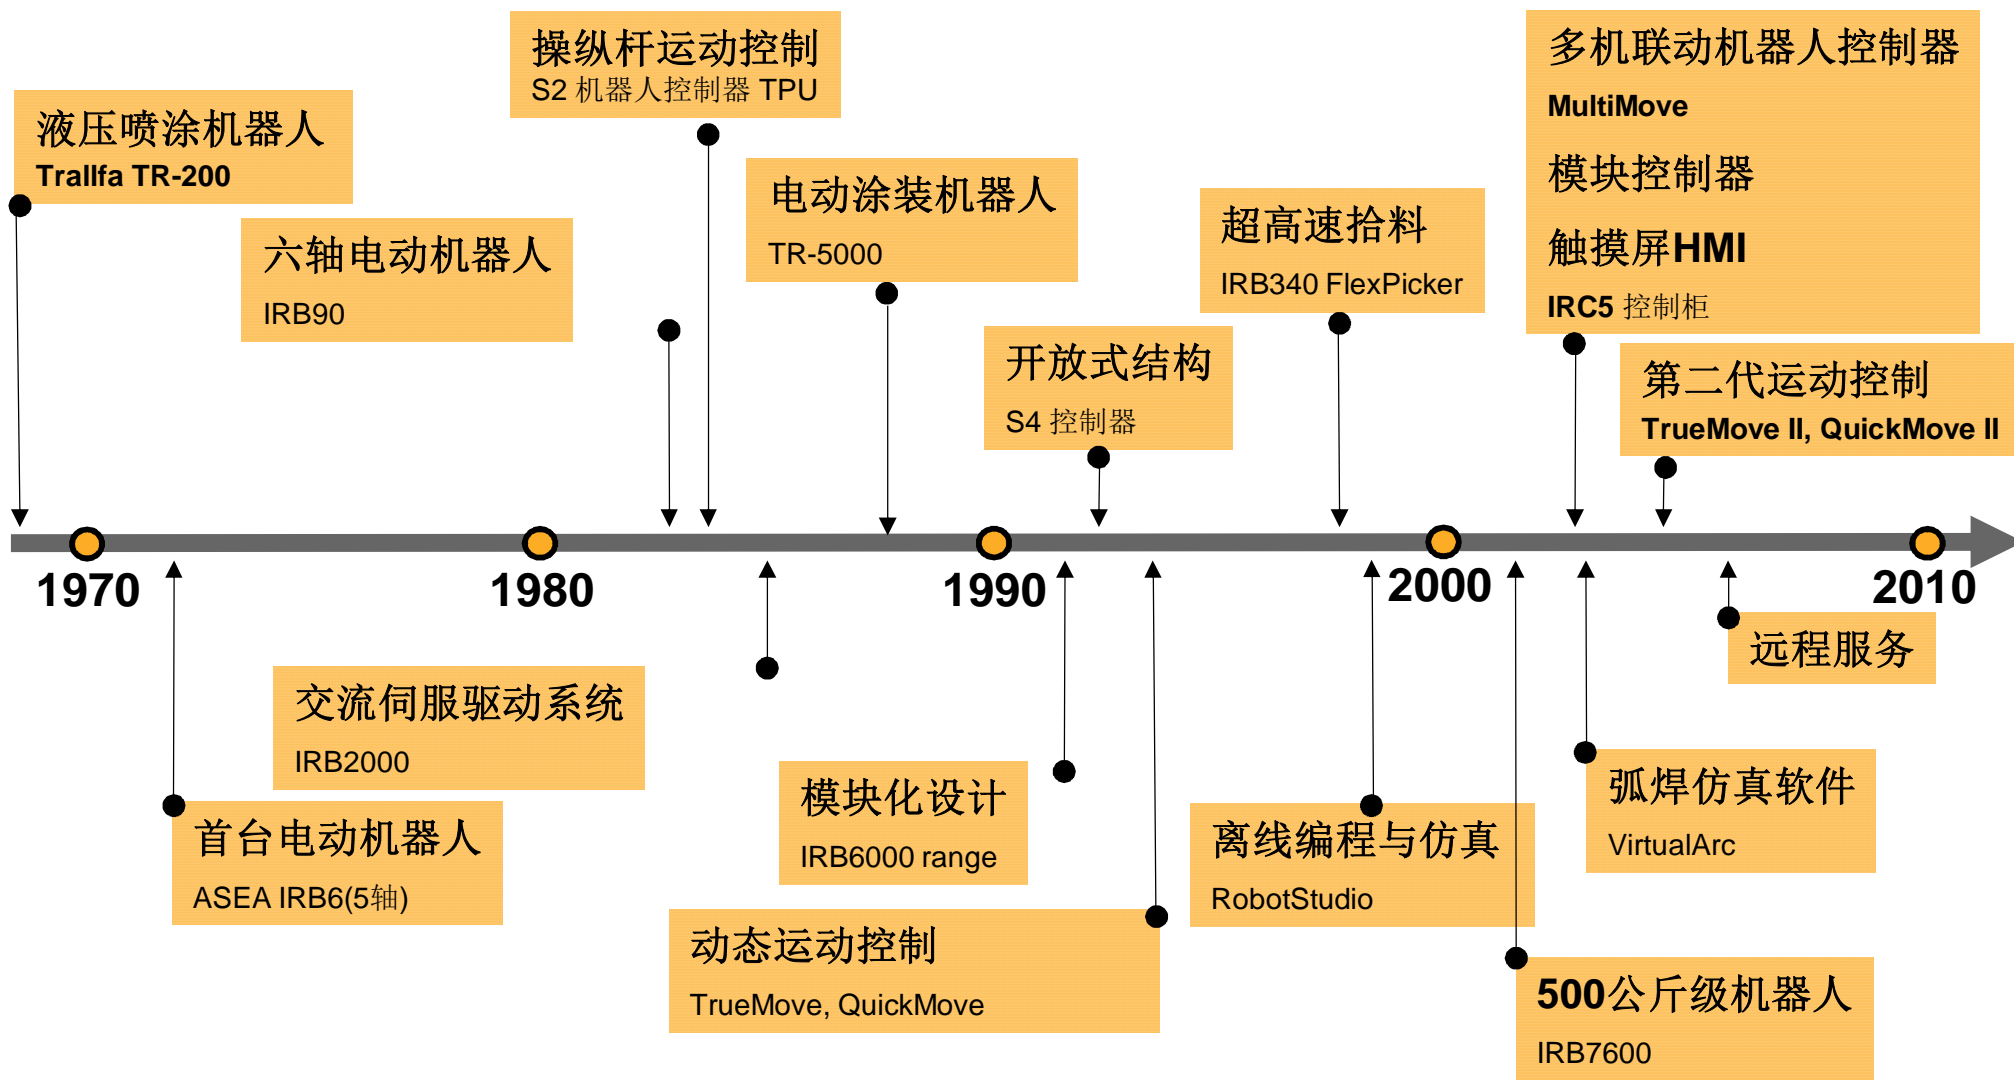 操纵杆运动控制
S2 机器人控制器 TPU
多机联动机器人控制器
MultiMove
模块控制器
触摸屏HMI
IRC5 控制柜
液压喷涂机器人
Trallfa TR-200
电动涂装机器人
TR-5000
超高速拾料
IRB340 FlexPicker
六轴电动机器人
IRB90
开放式结构
S4 控制器
第二代运动控制
TrueMove II, QuickMove II
1970
1980
1990
2000
2010
远程服务
交流伺服驱动系统
IRB2000
模块化设计
IRB6000 range
弧焊仿真软件
VirtualArc
首台电动机器人
ASEA IRB6(5轴)
离线编程与仿真
RobotStudio
动态运动控制
TrueMove, QuickMove
500公斤级机器人
IRB7600